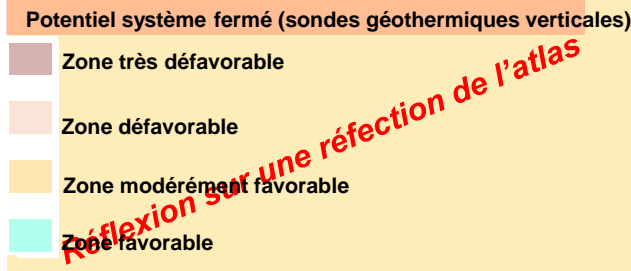 Potentiel système fermé (sondes géothermiques verticales)
Zone très défavorable
Zone défavorable
Zone modérément favorable
Zone favorable
Réflexion sur une réfection de l'atlas